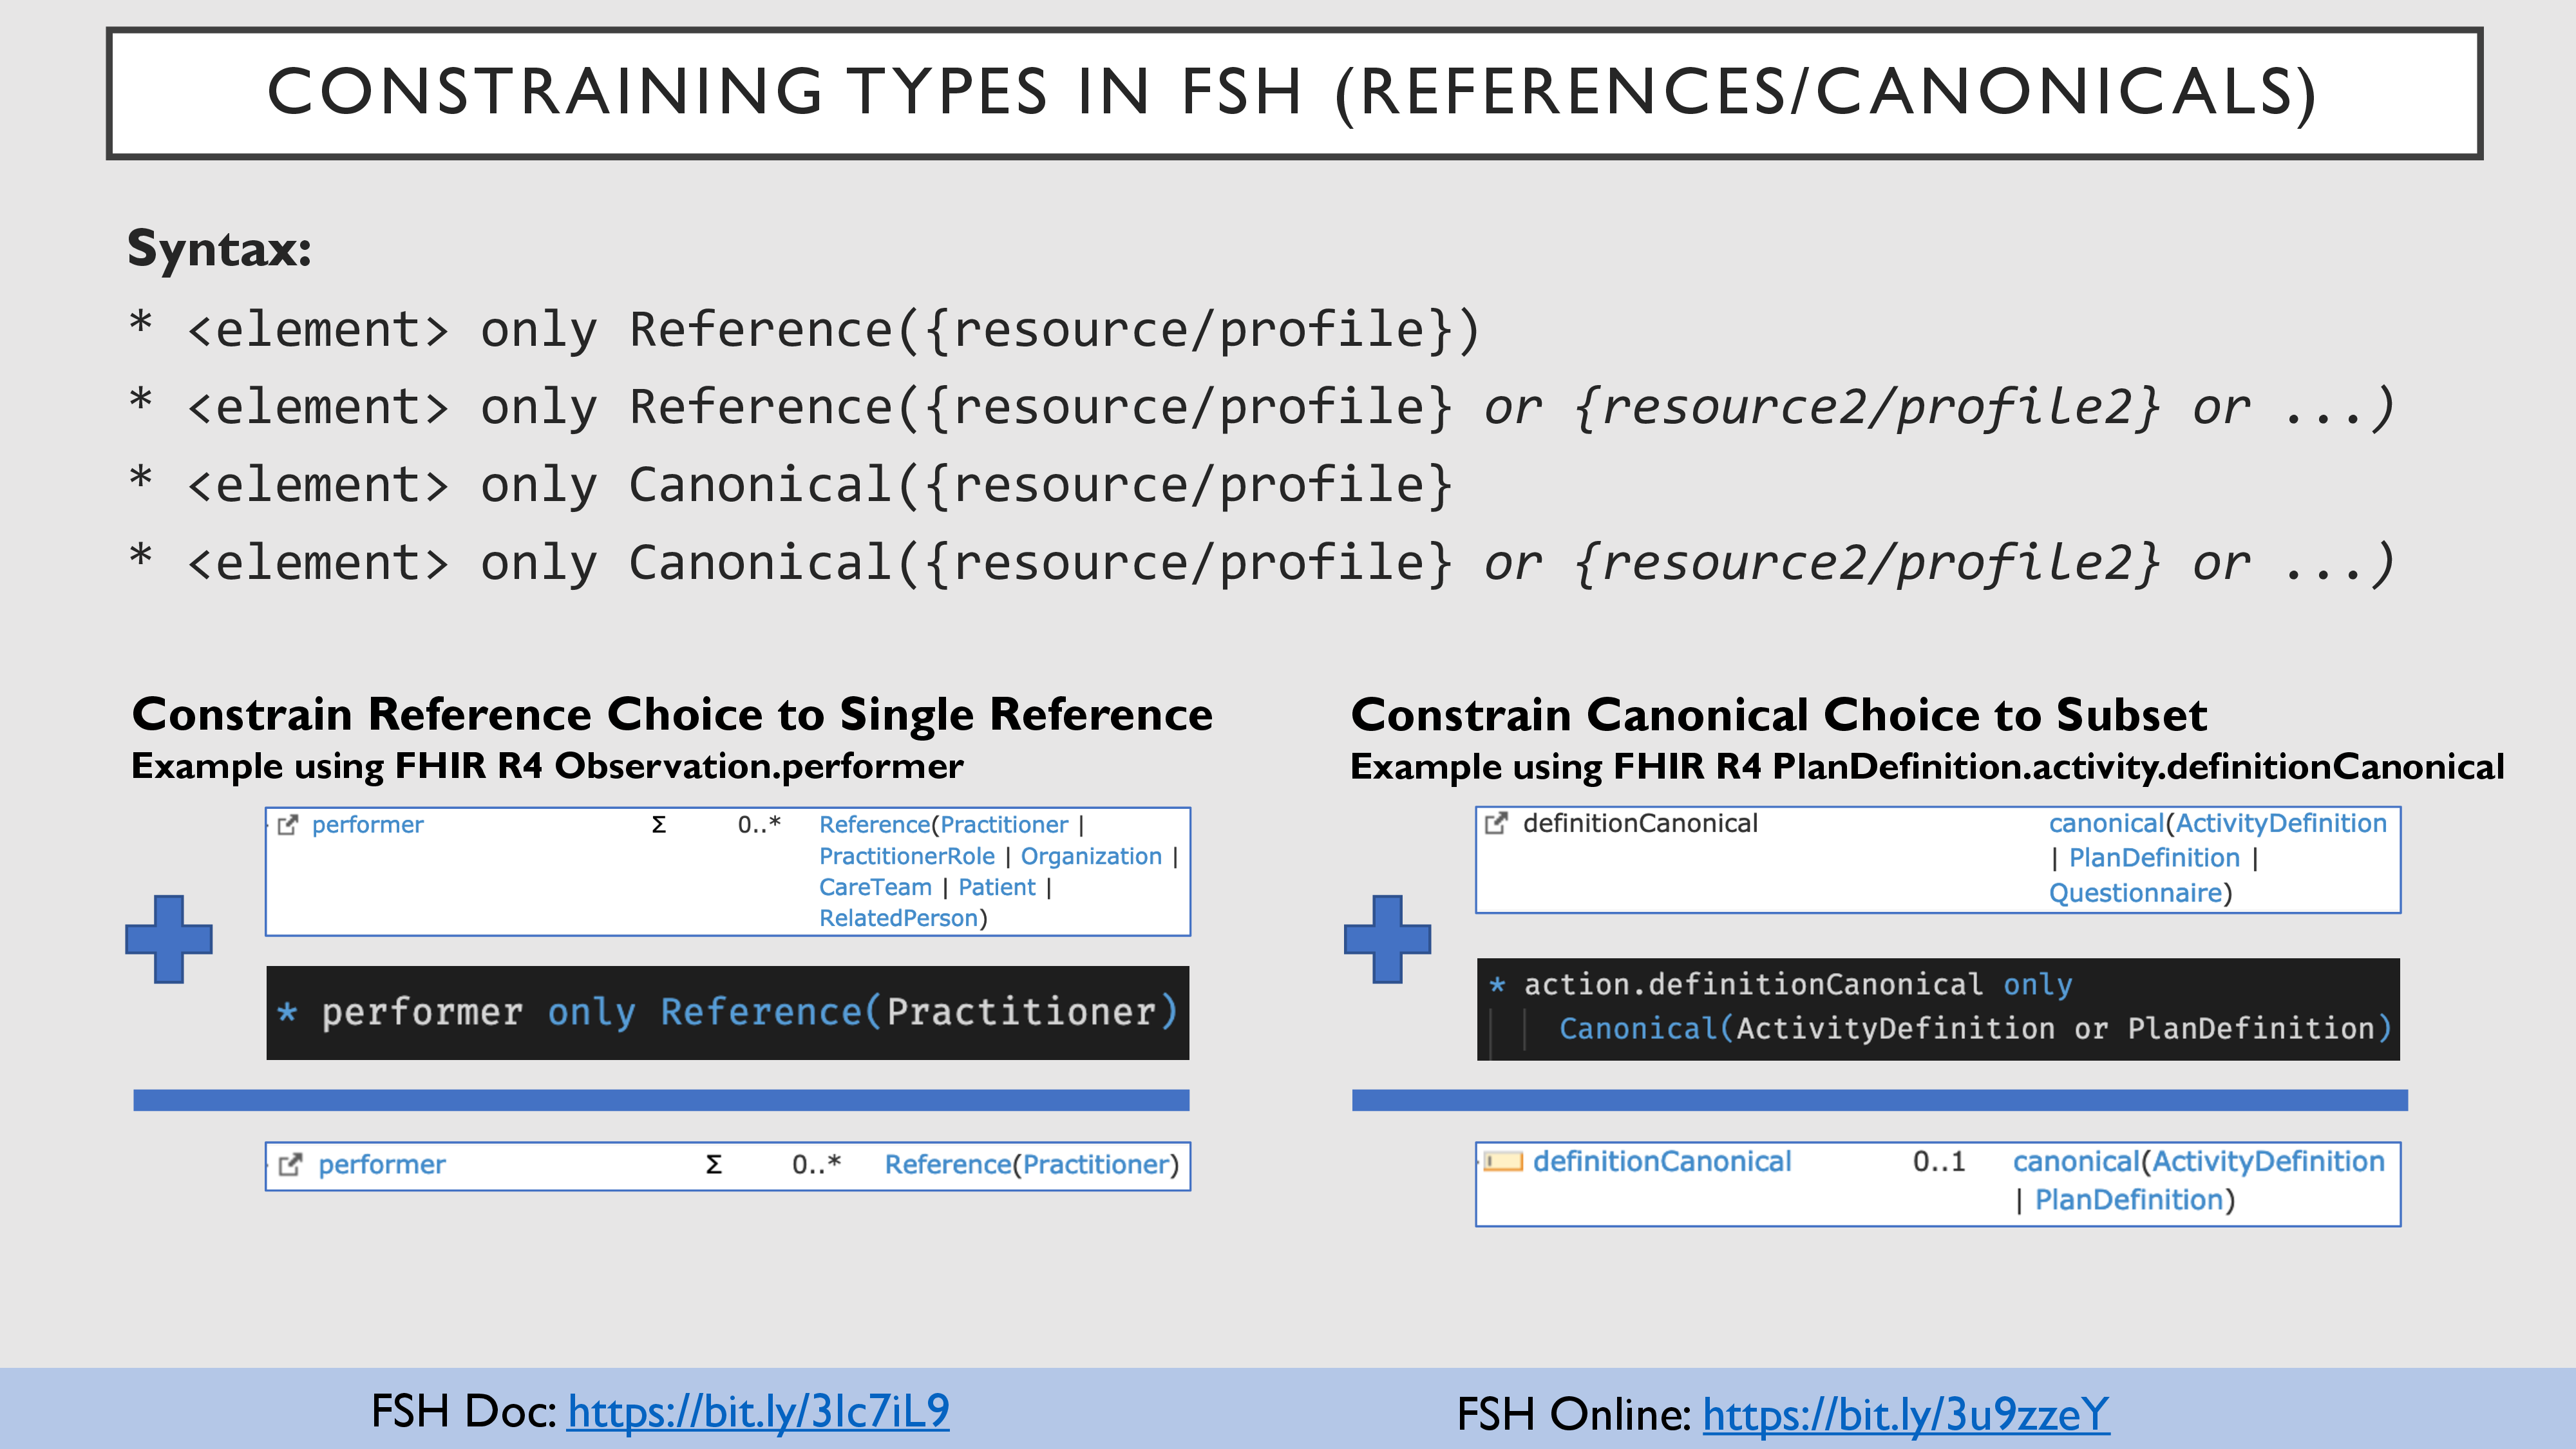 CONSTRAINING TYPES IN FSH (REFERENCES/CANONICALS)
Syntax:
* <element> only Reference({resource/profile})
* <element> only Reference({resource/profile} or {resource2/profile2} or ...)
* <element> only Canonical({resource/profile}
* <element> only Canonical({resource/profile} or {resource2/profile2} or ...)
Constrain Reference Choice to Single Reference
Example using FHIR R4 Observation.performer
performer Σ 0..* Reference(Practitioner |
PractitionerRole | Organization |
CareTeam | Patient |
RelatedPerson)
* performer only Reference(Practitioner)
performer Σ 0..* Reference(Practitioner)
Constrain Canonical Choice to Subset
Example using FHIR R4 PlanDefinition.activity.definitionCanonical
definitionCanonical canonical(ActivityDefinition
| PlanDefinition |
Questionnaire)
* action.definitionCanonical only
Canonical(ActivityDefinition or PlanDefinition)
definitionCanonical 0..1 canonical(ActivityDefinition
| PlanDefinition)
FSH Doc: https://bit.ly/3lc7iL9
FSH Online: https://bit.ly/3u9zzeY